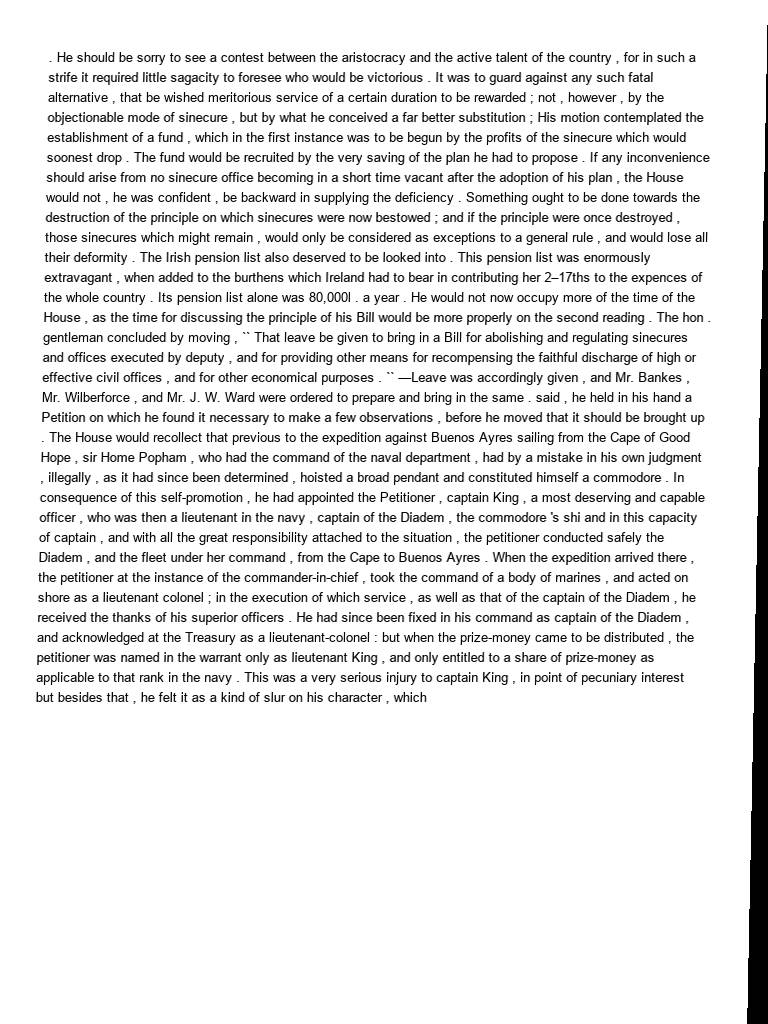 . He should be sorry to see a contest between the aristocracy and the active talent of the country , for in such a
strife it required little sagacity to foresee who would be victorious . It was to guard against any such fatal
alternative , that be wished meritorious service of a certain duration to be rewarded ; not , however , by the
objectionable mode of sinecure , but by what he conceived a far better substitution ; His motion contemplated the
establishment of a fund , which in the first instance was to be begun by the profits of the sinecure which would
soonest drop . The fund would be recruited by the very saving of the plan he had to propose . If any inconvenience
should arise from no sinecure office becoming in a short time vacant after the adoption of his plan , the House
would not , he was confident , be backward in supplying the deficiency . Something ought to be done towards the
destruction of the principle on which sinecures were now bestowed ; and if the principle were once destroyed ,
those sinecures which might remain , would only be considered as exceptions to a general rule , and would lose all
their deformity . The Irish pension list also deserved to be looked into . This pension list was enormously
extravagant , when added to the burthens which Ireland had to bear in contributing her 2–17ths to the expences of
the whole country . Its pension list alone was 80,000l . a year . He would not now occupy more of the time of the
House , as the time for discussing the principle of his Bill would be more properly on the second reading . The hon .
gentleman concluded by moving , `` That leave be given to bring in a Bill for abolishing and regulating sinecures
and offices executed by deputy , and for providing other means for recompensing the faithful discharge of high or
effective civil offices , and for other economical purposes . `` —Leave was accordingly given , and Mr. Bankes ,
Mr. Wilberforce , and Mr. J. W. Ward were ordered to prepare and bring in the same . said , he held in his hand a
Petition on which he found it necessary to make a few observations , before he moved that it should be brought up
. The House would recollect that previous to the expedition against Buenos Ayres sailing from the Cape of Good
Hope , sir Home Popham , who had the command of the naval department , had by a mistake in his own judgment
, illegally , as it had since been determined , hoisted a broad pendant and constituted himself a commodore . In
consequence of this self-promotion , he had appointed the Petitioner , captain King , a most deserving and capable
officer , who was then a lieutenant in the navy , captain of the Diadem , the commodore 's shi and in this capacity
of captain , and with all the great responsibility attached to the situation , the petitioner conducted safely the
Diadem , and the fleet under her command , from the Cape to Buenos Ayres . When the expedition arrived there ,
the petitioner at the instance of the commander-in-chief , took the command of a body of marines , and acted on
shore as a lieutenant colonel ; in the execution of which service , as well as that of the captain of the Diadem , he
received the thanks of his superior officers . He had since been fixed in his command as captain of the Diadem ,
and acknowledged at the Treasury as a lieutenant-colonel : but when the prize-money came to be distributed , the
petitioner was named in the warrant only as lieutenant King , and only entitled to a share of prize-money as
applicable to that rank in the navy . This was a very serious injury to captain King , in point of pecuniary interest
but besides that , he felt it as a kind of slur on his character , which